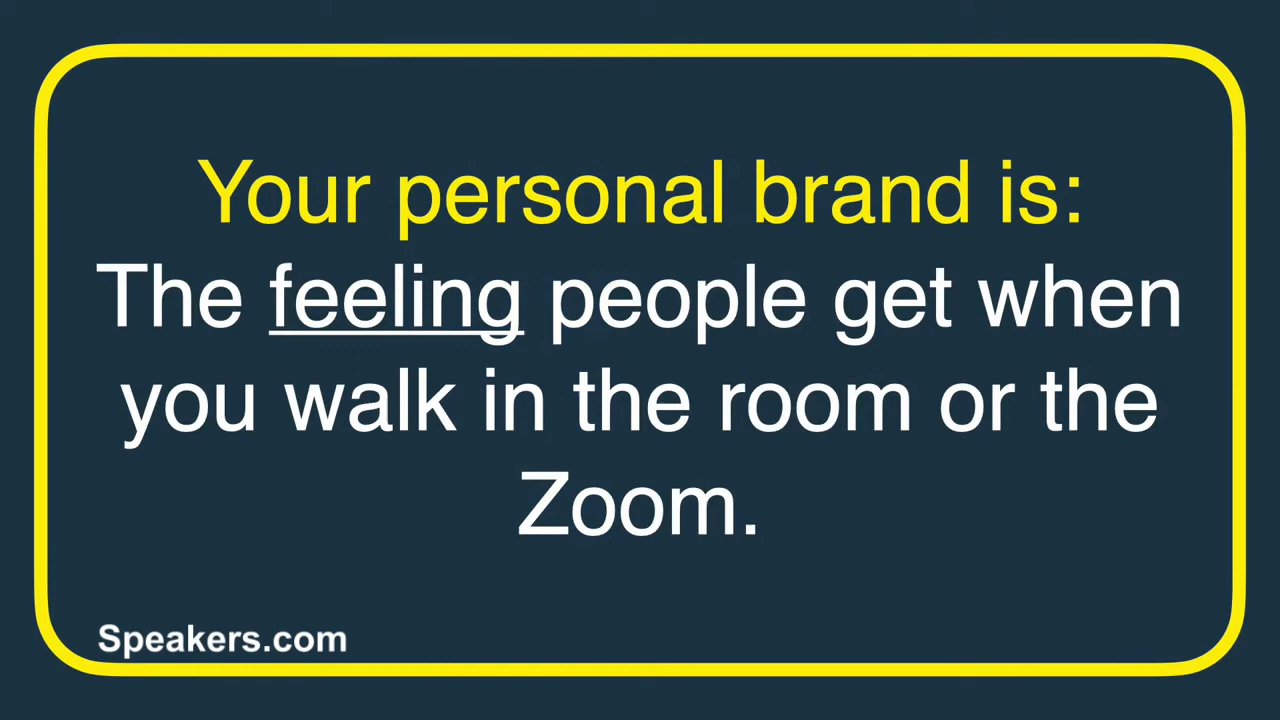 Your personal brand is:
The feeling people get when
you walk in the room or the
Zoom.
Speakers.com